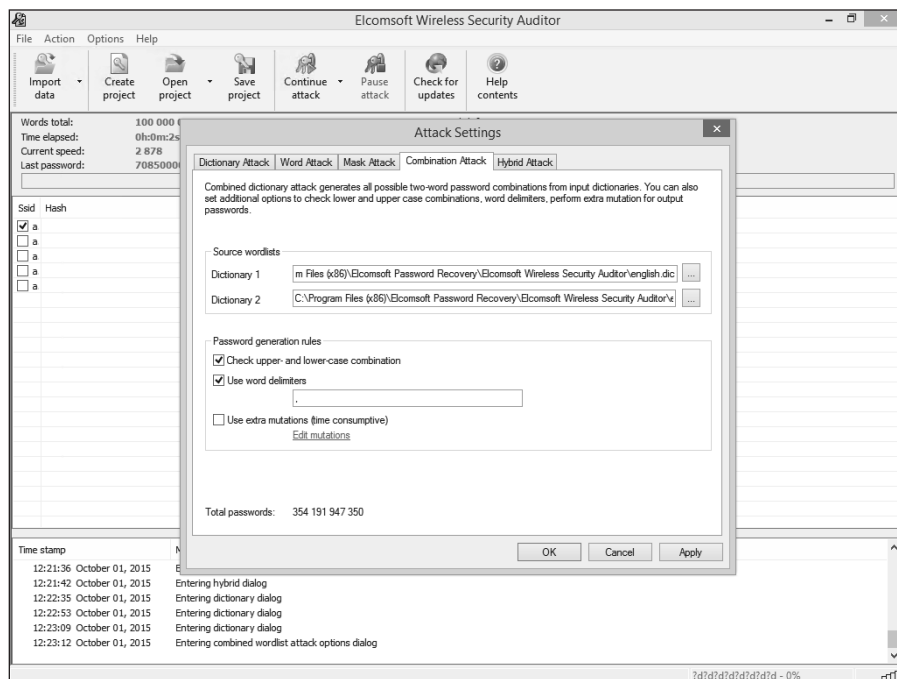 Elcomsoft Wireless Security Auditor
File Action Options Help
Import data
Create project
Open project
Save project
Continue attack
Pause attack
Check for updates
Help contents
Words total: 100 000
Time elapsed: 0h:0m:2s
Current speed: 2 878
Last password: 7085000
Attack Settings
Dictionary Attack Word Attack Mask Attack Combination Attack Hybrid Attack
Combined dictionary attack generates all possible two-word password combinations from input dictionaries. You can also
set additional options to check lower and upper case combinations, word delimiters, perform extra mutation for output
passwords.
Ssid Hash
a
a
a
a
a
Source wordlists
Dictionary 1 m Files (x86)\Elcomsoft Password Recovery\Elcomsoft Wireless Security Auditor\english.dic ...
Dictionary 2 C:\Program Files (x86)\Elcomsoft Password Recovery\Elcomsoft Wireless Security Auditor\e ...
Password generation rules
Check upper- and lower-case combination
Use word delimiters
Use extra mutations (time consumptive)
Edit mutations
Total passwords: 354 191 947 350
OK Cancel Apply
Time stamp
12:21:36 October 01, 2015
12:21:42 October 01, 2015 Entering hybrid dialog
12:22:35 October 01, 2015 Entering dictionary dialog
12:22:53 October 01, 2015 Entering dictionary dialog
12:23:09 October 01, 2015 Entering dictionary dialog
12:23:12 October 01, 2015 Entering combined wordlist attack options dialog
?d?d?d?d?d?d?d?d - 0%